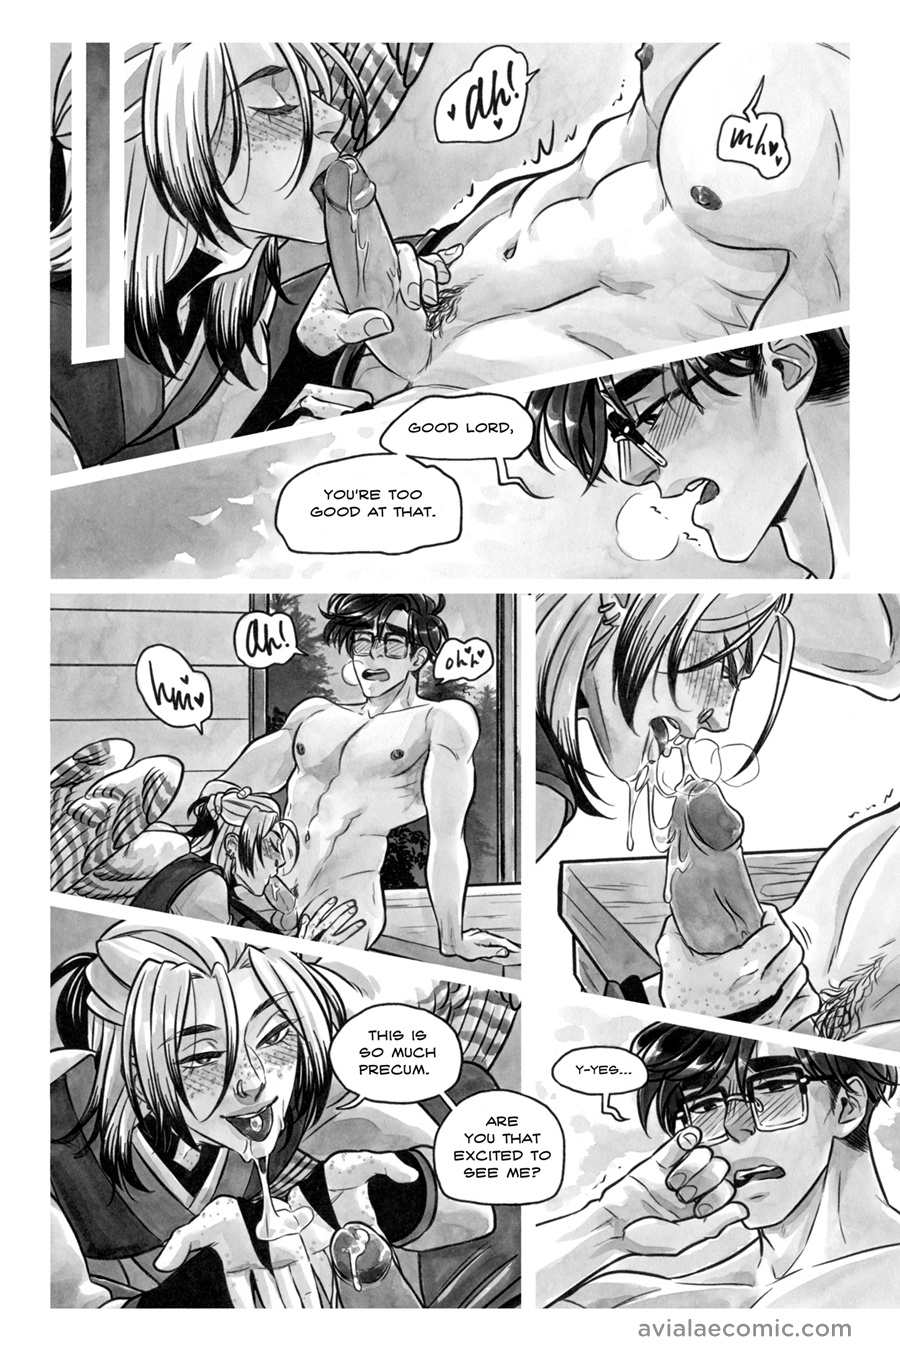 ah!
mh
GOOD LORD,
YOU'RE TOO
GOOD AT THAT.
hm
ah!
ohh
THIS IS
SO MUCH
PRECUM.
ARE
YOU THAT
EXCITED TO
SEE ME?
Y-YES...
avialaecomic.com